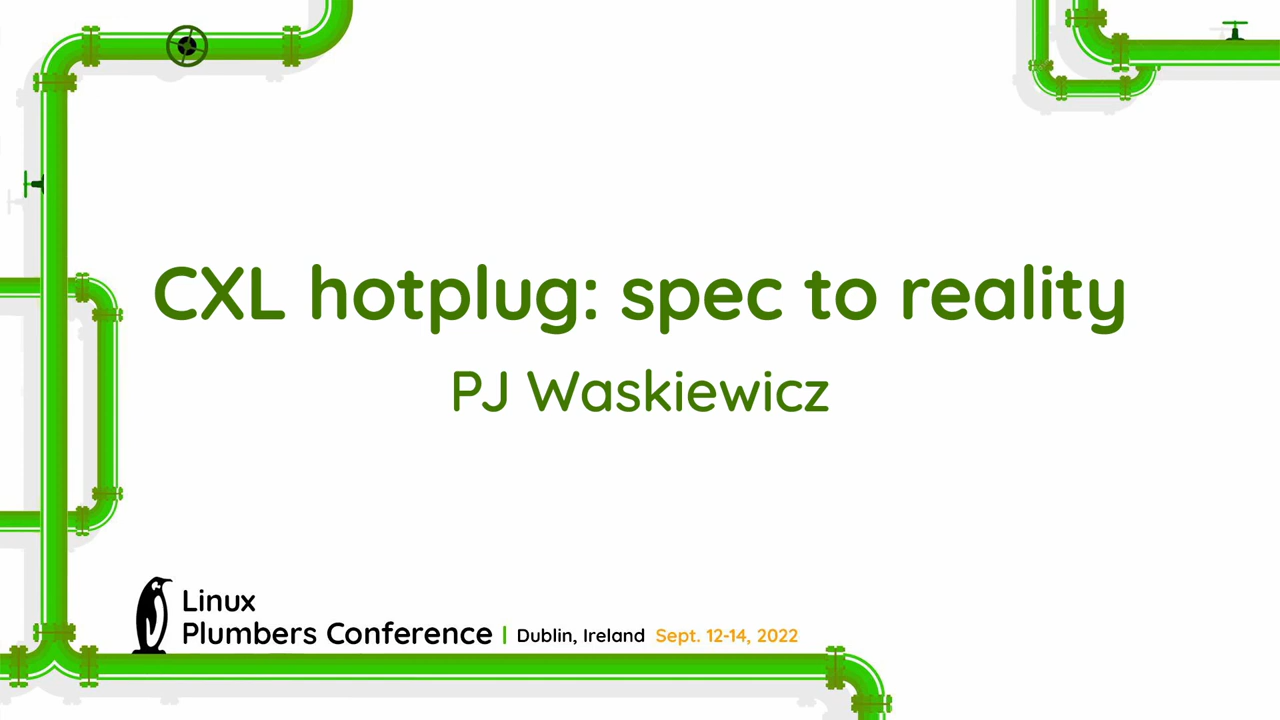 CXL hotplug: spec to reality
PJ Waskiewicz
Linux
Plumbers Conference | Dublin, Ireland Sept. 12-14, 2022